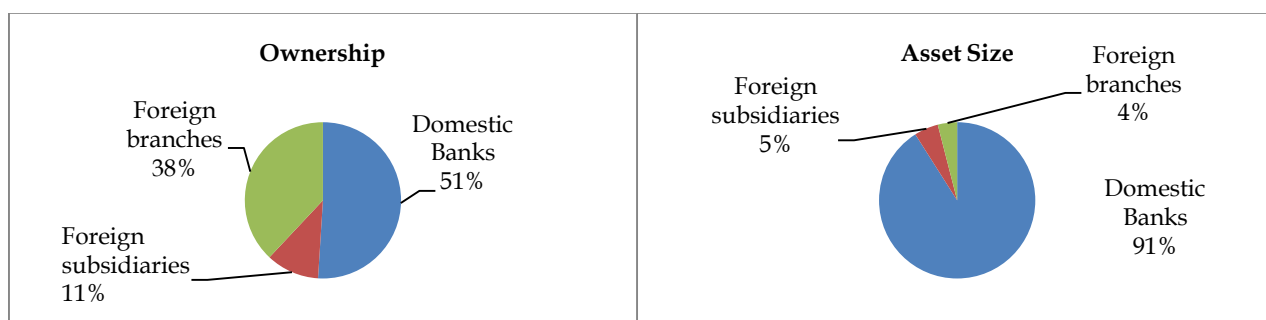 Ownership
Foreign
branches
38%
Domestic
Banks
51%
Foreign
subsidiaries
11%
Asset Size
Foreign
subsidiaries
5%
Foreign
branches
4%
Domestic
Banks
91%